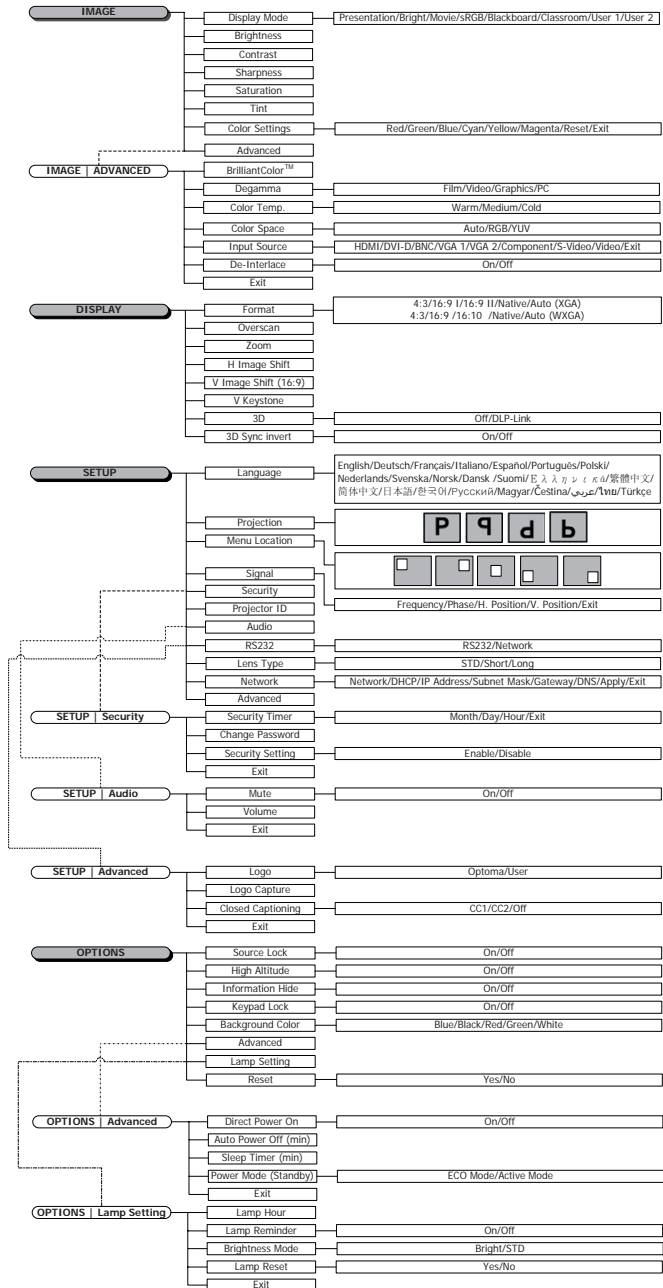 IMAGE
Display Mode Presentation/Bright/Movie/sRGB/Blackboard/Classroom/User 1/User 2
Brightness
Contrast
Sharpness
Saturation
Tint
Color Settings Red/Green/Blue/Cyan/Yellow/Magenta/Reset/Exit
Advanced
IMAGE | ADVANCED BrilliantColor™
Degamma Film/Video/Graphics/PC
Color Temp. Warm/Medium/Cold
Color Space Auto/RGB/YUV
Input Source HDMI/DVI-D/BNC/VGA 1/VGA 2/Component/S-Video/Video/Exit
De-Interlace On/Off
Exit
DISPLAY Format 4:3/16:9 I/16:9 II/Native/Auto (XGA)
4:3/16:9 /16:10 /Native/Auto (WXGA)
Overscan
Zoom
H Image Shift
V Image Shift (16:9)
V Keystone
3D Off/DLP-Link
3D Sync invert On/Off
SETUP Language English/Deutsch/Français/Italiano/Español/Português/Polski/
Nederlands/Svenska/Norsk/Dansk /Suomi/Ελληνικά/繁體中文/
简体中文/日本語/한국어/Русский/Magyar/Čeština/عربي/ไทย/Türkçe
Projection P P P P
Menu Location
Signal Frequency/Phase/H. Position/V. Position/Exit
Security
Projector ID
Audio
RS232 RS232/Network
Lens Type STD/Short/Long
Network Network/DHCP/IP Address/Subnet Mask/Gateway/DNS/Apply/Exit
Advanced
SETUP | Security Security Timer Month/Day/Hour/Exit
Change Password
Security Setting Enable/Disable
Exit
SETUP | Audio Mute On/Off
Volume
Exit
SETUP | Advanced Logo Optoma/User
Logo Capture
Closed Captioning CC1/CC2/Off
Exit
OPTIONS Source Lock On/Off
High Altitude On/Off
Information Hide On/Off
Keypad Lock On/Off
Background Color Blue/Black/Red/Green/White
Advanced
Lamp Setting
Reset Yes/No
OPTIONS | Advanced Direct Power On On/Off
Auto Power Off (min)
Sleep Timer (min)
Power Mode (Standby) ECO Mode/Active Mode
Exit
OPTIONS | Lamp Setting Lamp Hour
Lamp Reminder On/Off
Brightness Mode Bright/STD
Lamp Reset Yes/No
Exit